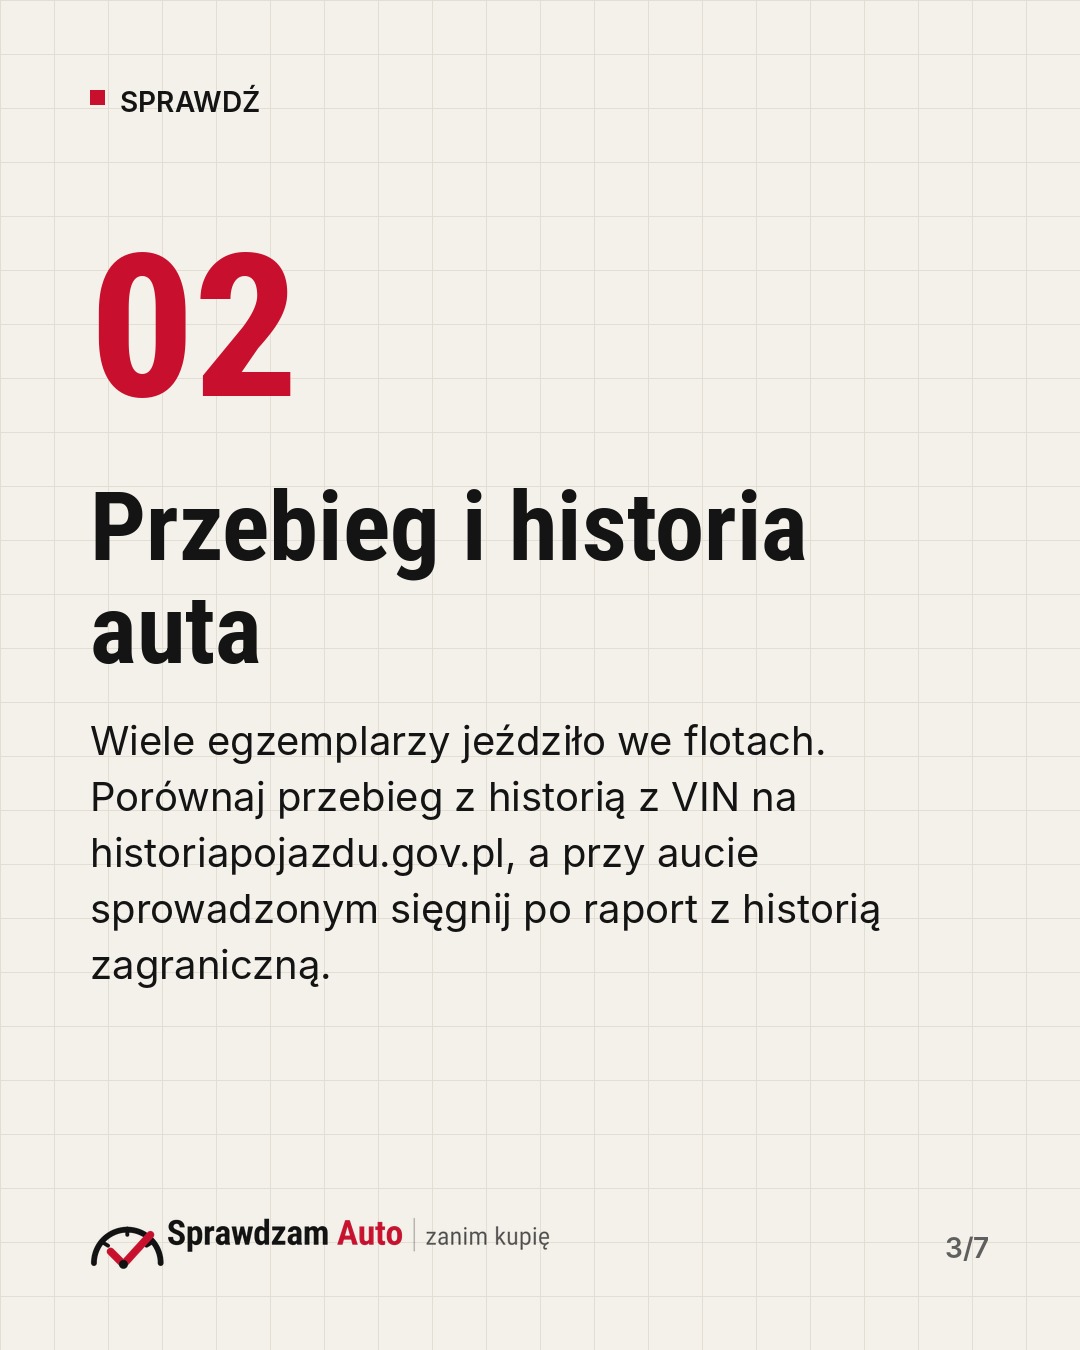 SPRAWDŹ
02
Przebieg i historia
auta
Wiele egzemplarzy jeździło we flotach.
Porównaj przebieg z historią z VIN na
historiapojazdu.gov.pl, a przy aucie
sprowadzonym sięgnij po raport z historią
zagraniczną.
Sprawdzam Auto zanim kupię
3/7